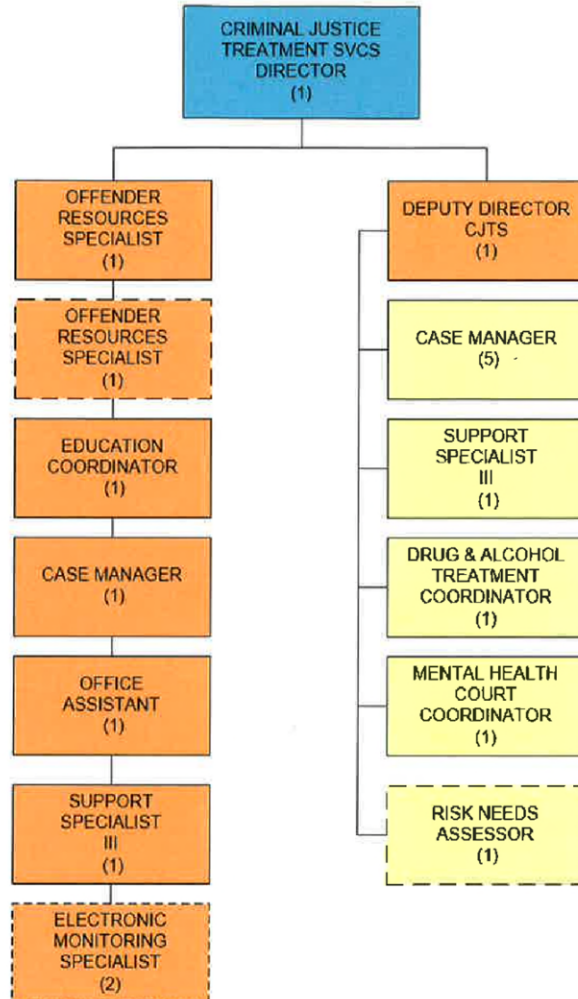 CRIMINAL JUSTICE
TREATMENT SVCS
DIRECTOR
(1)
OFFENDER
RESOURCES
SPECIALIST
(1)
OFFENDER
RESOURCES
SPECIALIST
(1)
EDUCATION
COORDINATOR
(1)
CASE MANAGER
(1)
OFFICE
ASSISTANT
(1)
SUPPORT
SPECIALIST
III
(1)
ELECTRONIC
MONITORING
SPECIALIST
(2)
DEPUTY DIRECTOR
CJTS
(1)
CASE MANAGER
(5)
SUPPORT
SPECIALIST
III
(1)
DRUG & ALCOHOL
TREATMENT
COORDINATOR
(1)
MENTAL HEALTH
COURT
COORDINATOR
(1)
RISK NEEDS
ASSESSOR
(1)